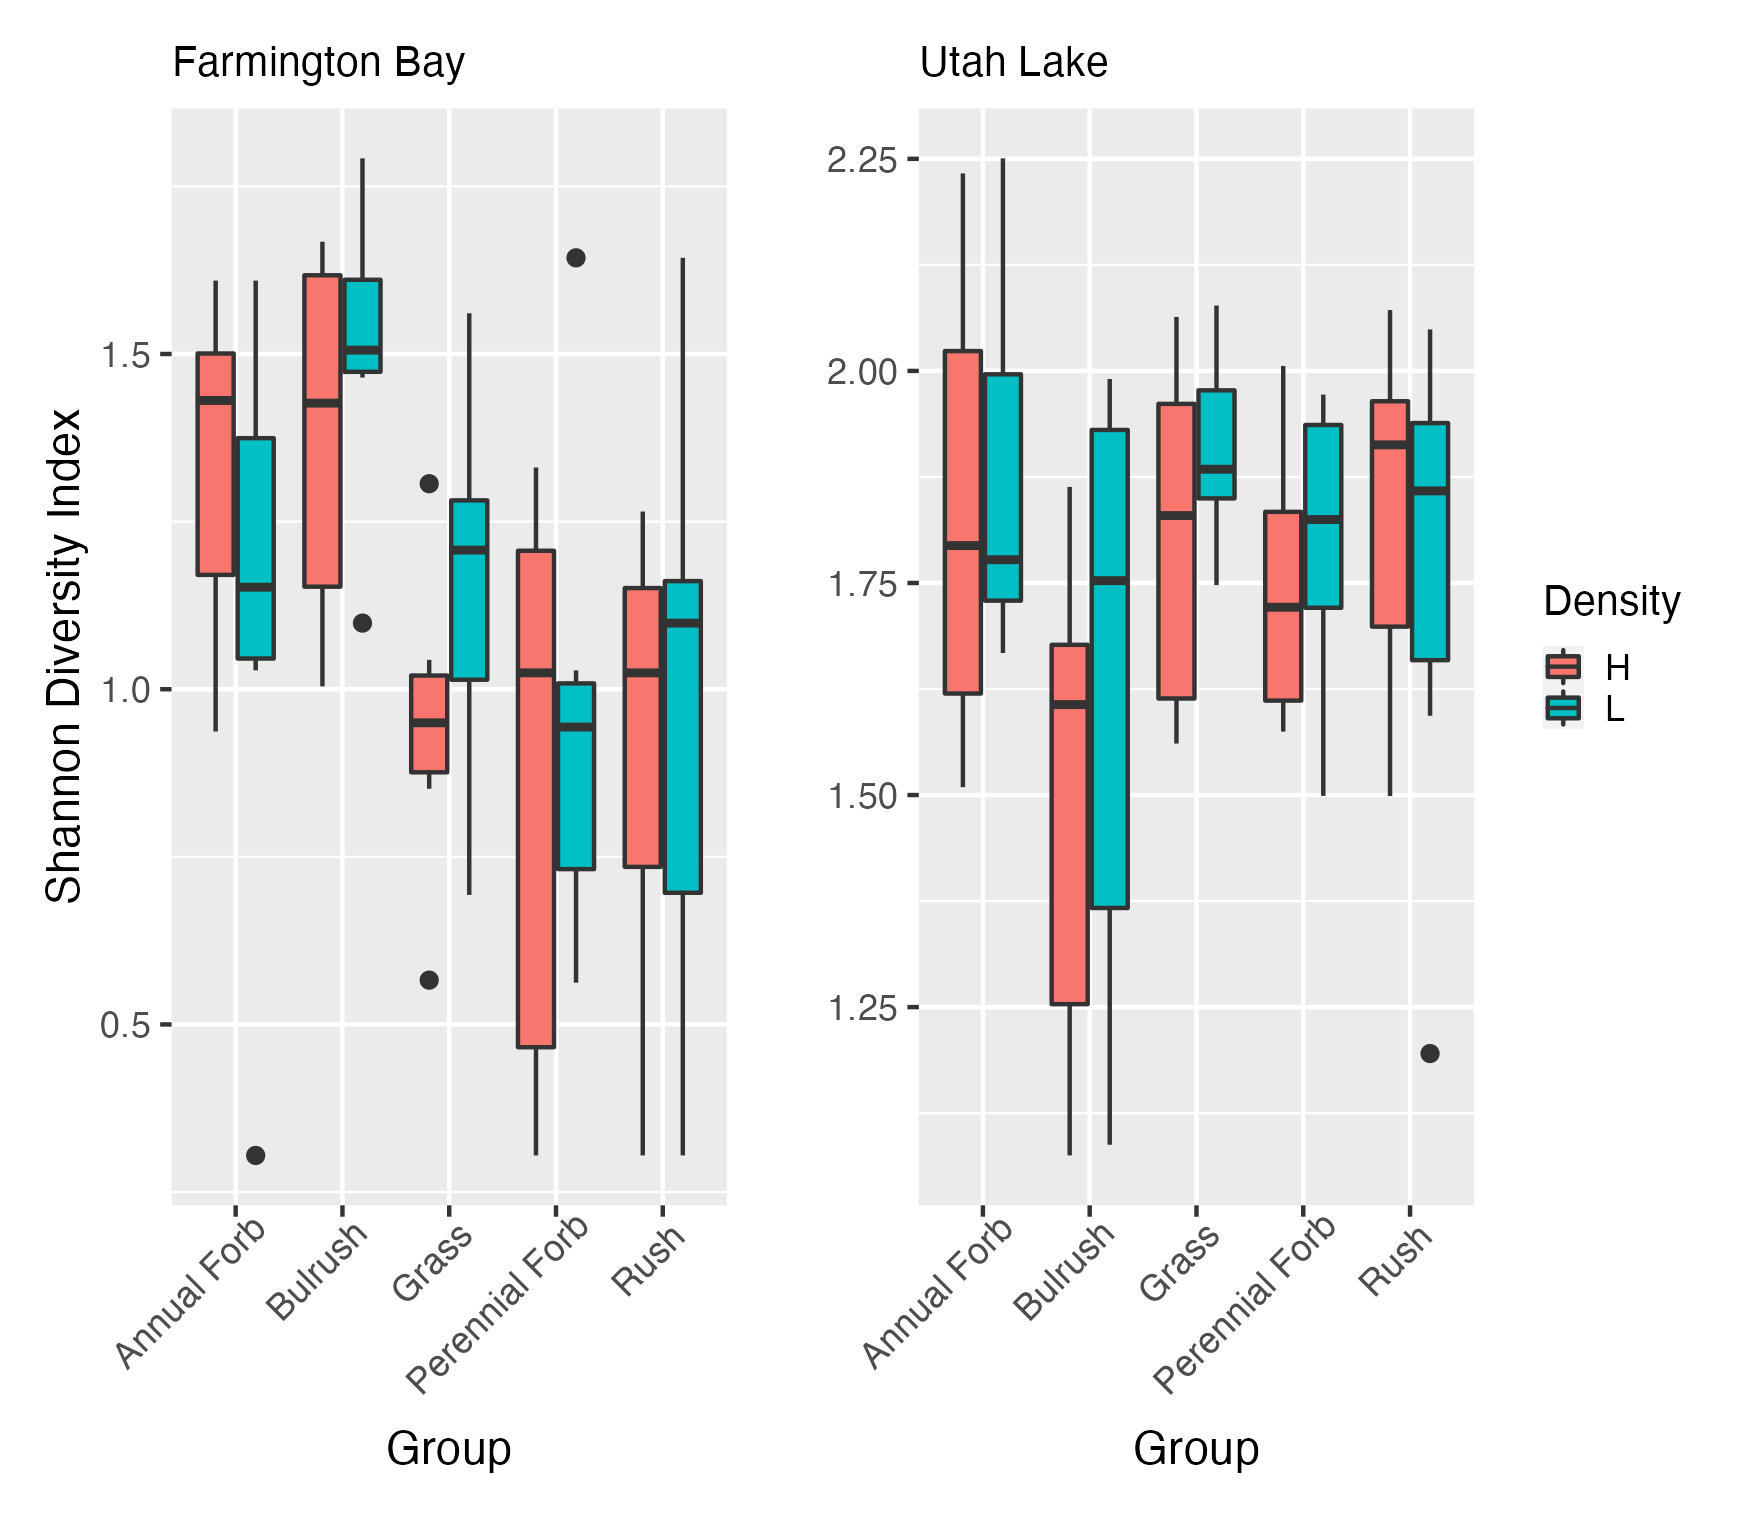 Farmington Bay
Utah Lake
Shannon Diversity Index
1.5
1.0
0.5
2.25
2.00
1.75
1.50
1.25
Annual Forb
Bulrush
Grass
Perennial Forb
Rush
Annual Forb
Bulrush
Grass
Perennial Forb
Rush
Group
Group
Density
H
L